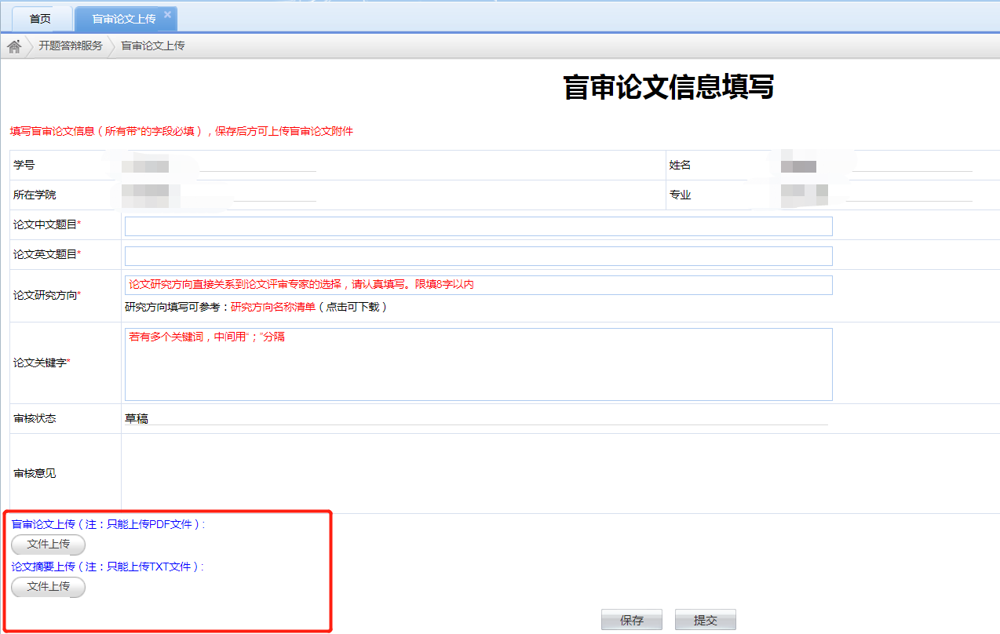 首页 盲审论文上传
开题答辩服务 盲审论文上传
盲审论文信息填写
填写盲审论文信息（所有带*的字段必填），保存后方可上传盲审论文附件
学号 姓名
所在学院 专业
论文中文题目*
论文英文题目*
论文研究方向* 论文研究方向直接关系到论文评审专家的选择，请认真填写。限填8字以内
研究方向填写可参考：研究方向名称清单（点击可下载）
论文关键字* 若有多个关键词，中间用“；”分隔
审核状态 草稿
审核意见
盲审论文上传（注：只能上传PDF文件）:
文件上传
论文摘要上传（注：只能上传TXT文件）:
文件上传
保存 提交